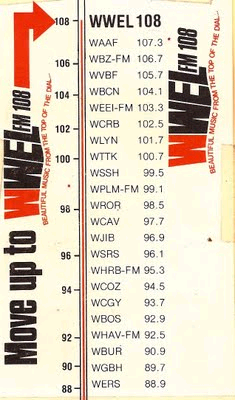 Move up to WWEL FM 108
BEAUTIFUL MUSIC FROM THE TOP OF THE DIAL
108
106
104
102
100
98
96
94
92
90
88
WWEL 108
WAAF 107.3
WBZ-FM 106.7
WVBF 105.7
WBCN 104.1
WEEI-FM 103.3
WCRB 102.5
WLYN 101.7
WTTK 100.7
WSSH 99.5
WPLM-FM 99.1
WROR 98.5
WCAV 97.7
WJIB 96.9
WSRS 96.1
WHRB-FM 95.3
WCOZ 94.5
WCGY 93.7
WBOS 92.9
WHAV-FM 92.5
WBUR 90.9
WGBH 89.7
WERS 88.9
WWEL FM 108
BEAUTIFUL MUSIC FROM THE TOP OF THE DIAL